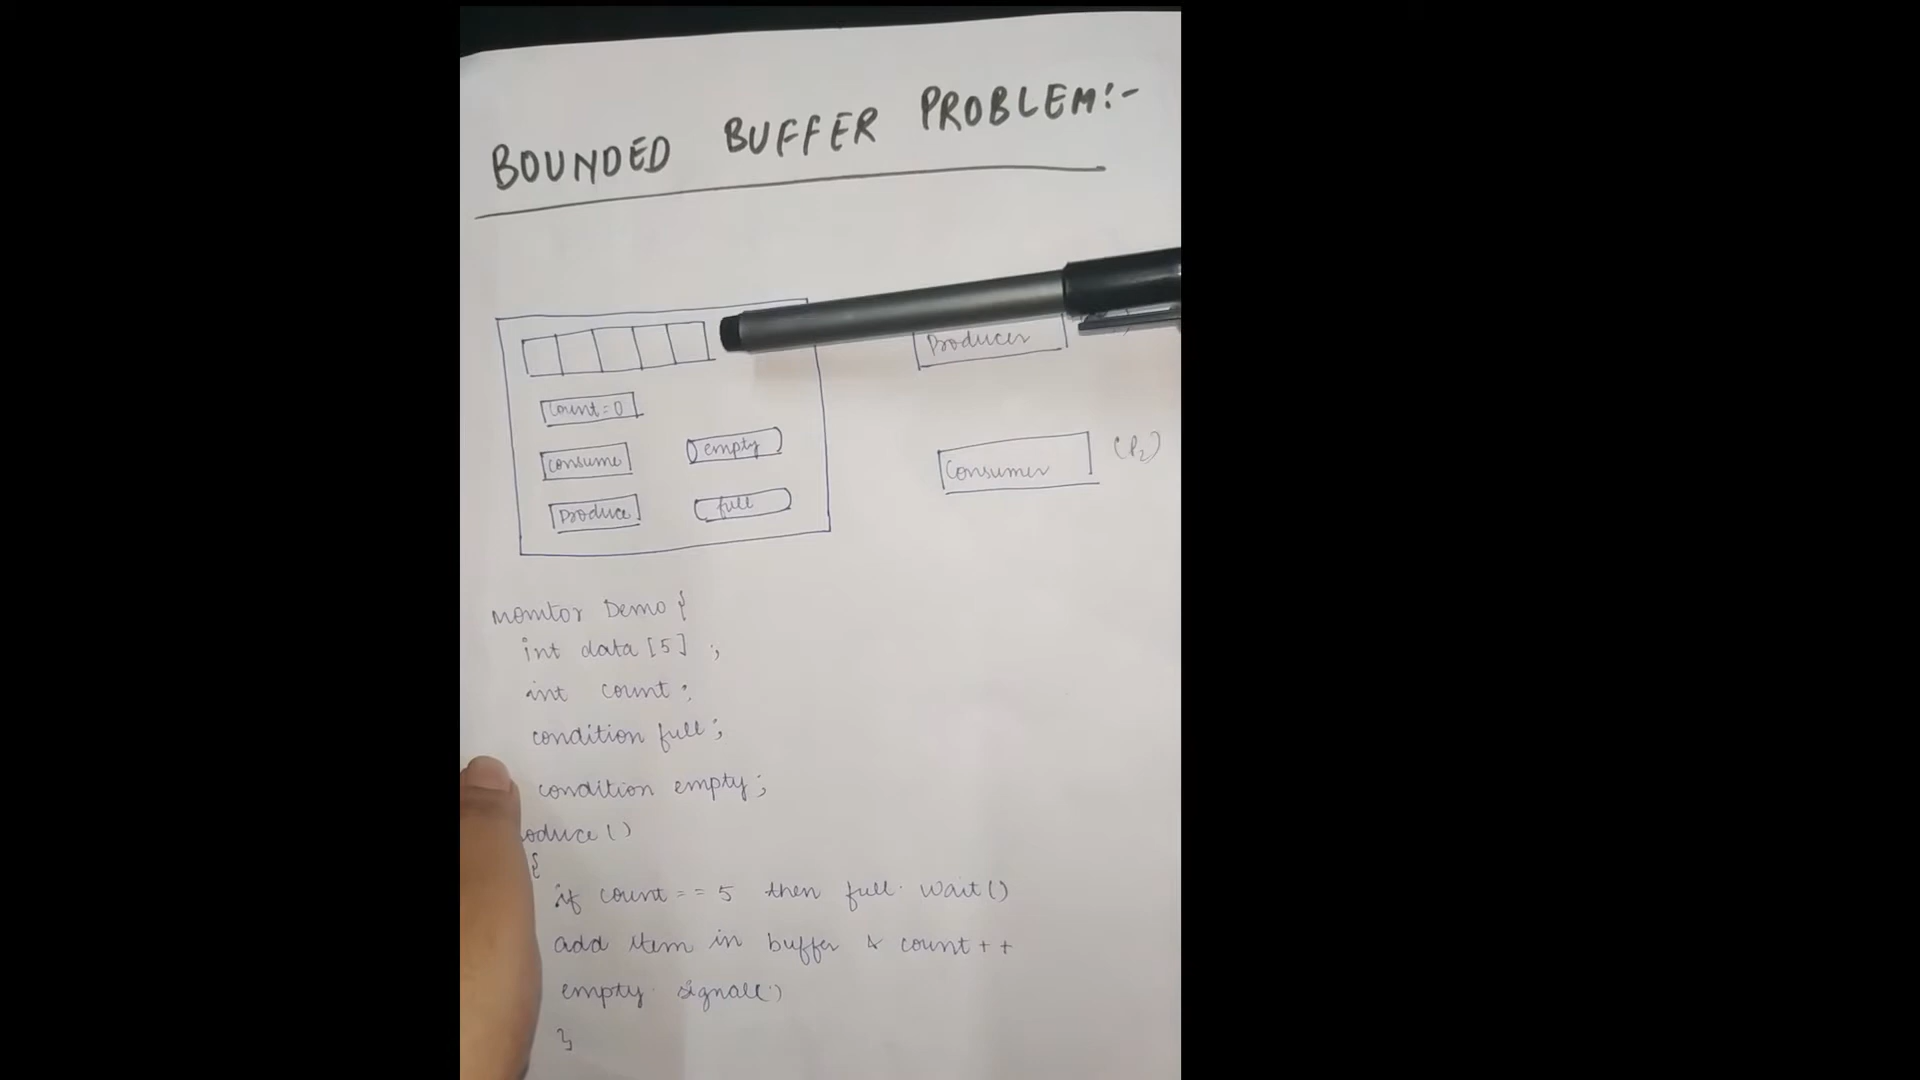 BOUNDED BUFFER PROBLEM:-
Producer
count=0
empty
Consumer
(P2)
consume
full
produce
monitor Demo {
int data [5] ;
int count ;
condition full ;
condition empty ;
oduce ()
{
if count == 5 then full. wait ()
add item in buffer & count ++
empty. signal()
}